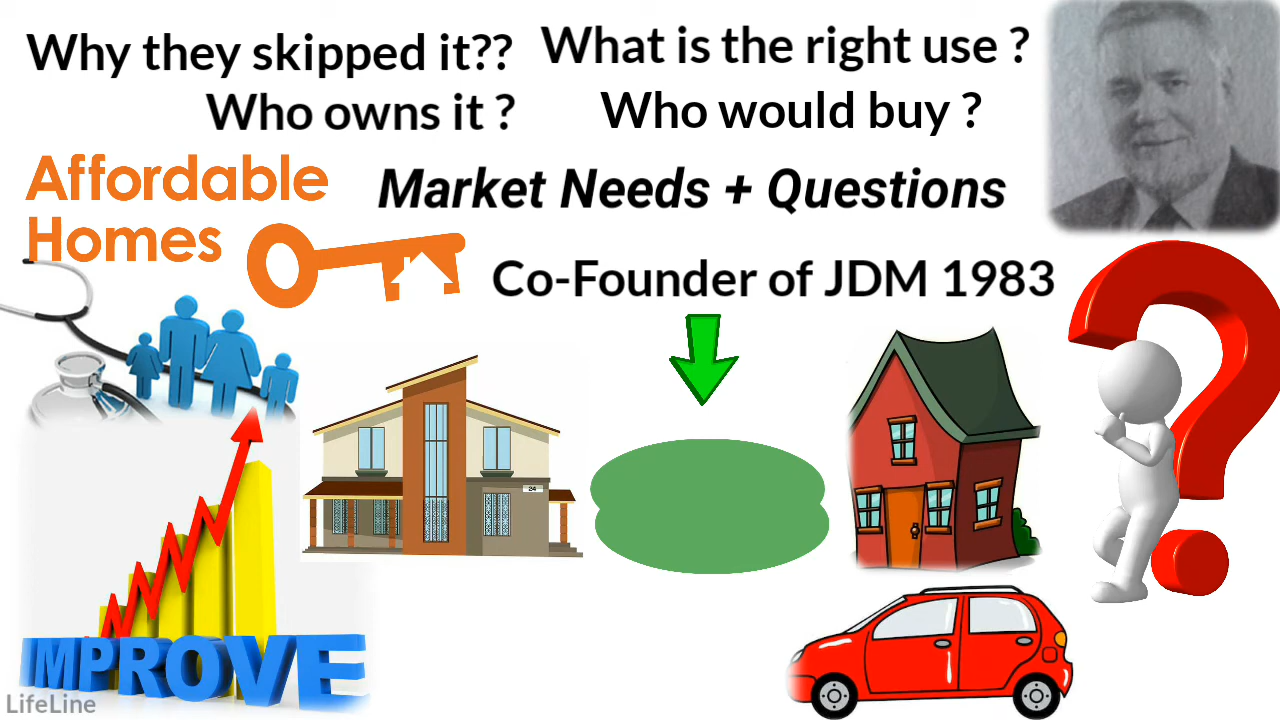 Why they skipped it??
What is the right use ?
Who owns it ?
Who would buy ?
Affordable
Homes
Market Needs + Questions
Co-Founder of JDM 1983
24
IMPROVE
LifeLine